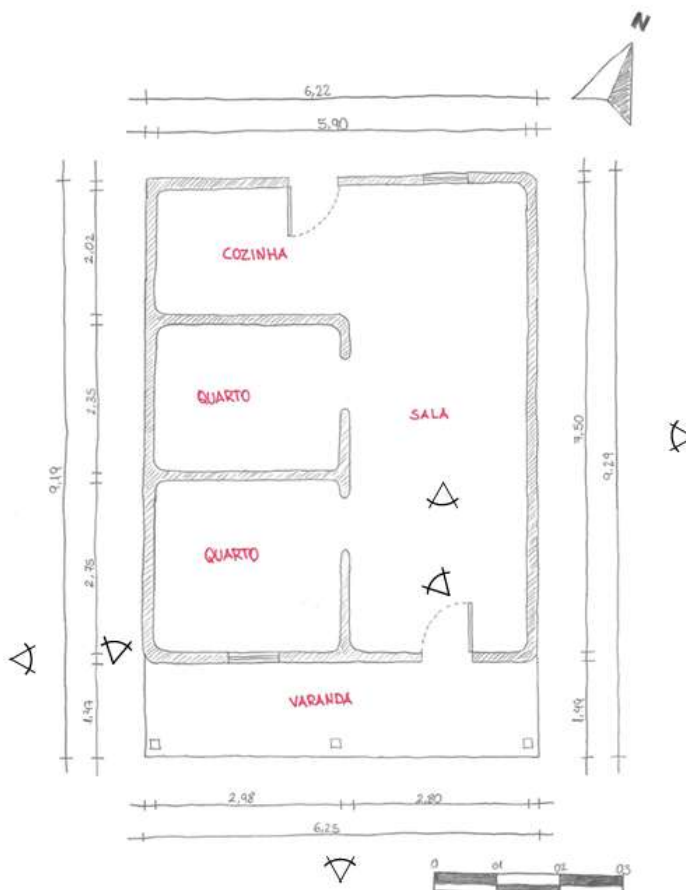 N
6,22
5,90
2,02
COZINHA
2,35
QUARTO
SALA
7,50
9,19
9,29
QUARTO
2,75
VARANDA
1,47
1,49
2,98
2,80
6,25
0 01 02 03